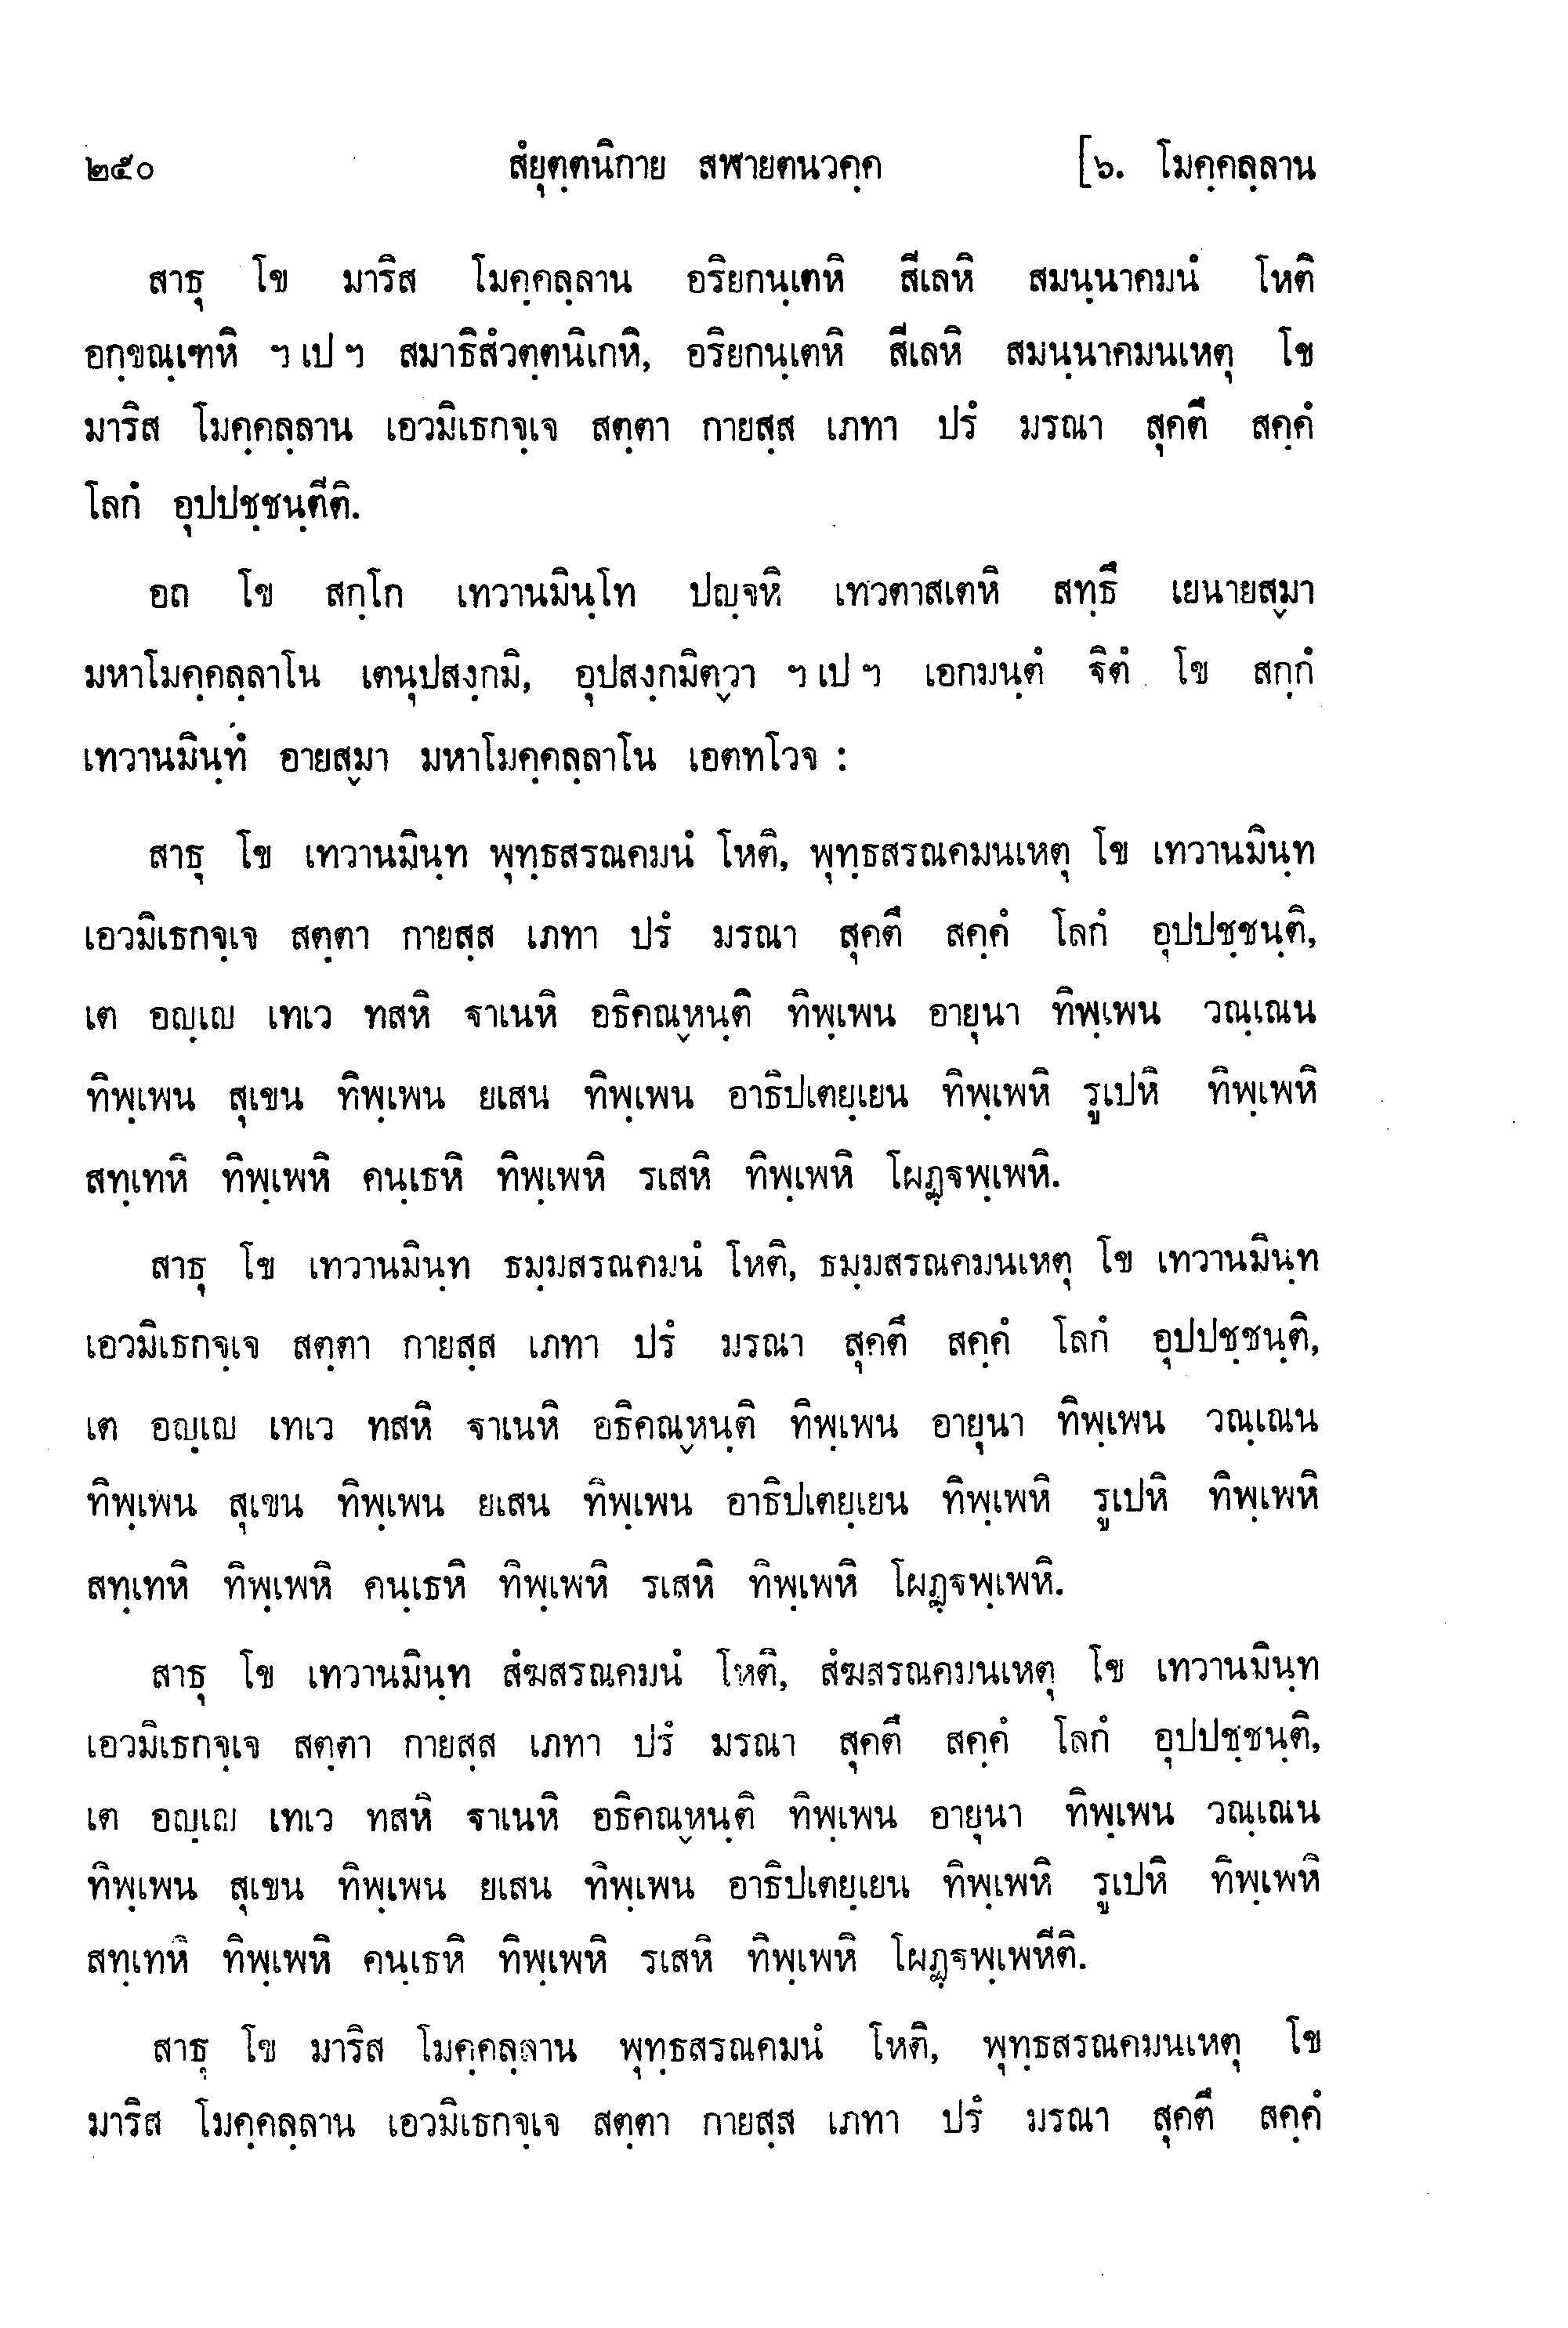 ๒๕๐ สํยุตฺตนิกาย สฬายตนวคฺค [๖. โมคฺคลฺลาน
สาธุ โข มาริส โมคฺคลฺลาน อริยกนฺเตหิ สีเลหิ สมนฺนาคมนํ โหติ
อกฺขณฺเฑหิ ฯ เป ฯ สมาธิสํวตฺตนิเกหิ, อริยกนฺเตหิ สีเลหิ สมนฺนาคมนเหตุ โข
มาริส โมคฺคลฺลาน เอวมิเธกจฺเจ สตฺตา กายสฺส เภทา ปรํ มรณา สุคตึ สคฺคํ
โลกํ อุปปชฺชนฺตีติ.
อถ โข สกฺโก เทวานมินฺโท ปญฺจหิ เทวตาสเตหิ สทฺธึ เยนายสฺมา
มหาโมคฺคลฺลาโน เตนุปสงฺกมิ, อุปสงฺกมิตฺวา ฯ เป ฯ เอกมนฺตํ ฐิตํ โข สกฺกํ
เทวานมินฺทํ อายสฺมา มหาโมคฺคลฺลาโน เอตทโวจ :
สาธุ โข เทวานมินฺท พุทฺธสรณคมนํ โหติ, พุทฺธสรณคมนเหตุ โข เทวานมินฺท
เอวมิเธกจฺเจ สตฺตา กายสฺส เภทา ปรํ มรณา สุคตึ สคฺคํ โลกํ อุปปชฺชนฺติ,
เต อญฺเญ เทเว ทสหิ ฐาเนหิ อธิคณฺหนฺติ ทิพฺเพน อายุนา ทิพฺเพน วณฺเณน
ทิพฺเพน สุเขน ทิพฺเพน ยเสน ทิพฺเพน อาธิปเตยฺเยน ทิพฺเพหิ รูเปหิ ทิพฺเพหิ
สทฺเทหิ ทิพฺเพหิ คนฺเธหิ ทิพฺเพหิ รเสหิ ทิพฺเพหิ โผฏฺฐพฺเพหิ.
สาธุ โข เทวานมินฺท ธมฺมสรณคมนํ โหติ, ธมฺมสรณคมนเหตุ โข เทวานมินฺท
เอวมิเธกจฺเจ สตฺตา กายสฺส เภทา ปรํ มรณา สุคตึ สคฺคํ โลกํ อุปปชฺชนฺติ,
เต อญฺเญ เทเว ทสหิ ฐาเนหิ อธิคณฺหนฺติ ทิพฺเพน อายุนา ทิพฺเพน วณฺเณน
ทิพฺเพน สุเขน ทิพฺเพน ยเสน ทิพฺเพน อาธิปเตยฺเยน ทิพฺเพหิ รูเปหิ ทิพฺเพหิ
สทฺเทหิ ทิพฺเพหิ คนฺเธหิ ทิพฺเพหิ รเสหิ ทิพฺเพหิ โผฏฺฐพฺเพหิ.
สาธุ โข เทวานมินฺท สํฆสรณคมนํ โหติ, สํฆสรณคมนเหตุ โข เทวานมินฺท
เอวมิเธกจฺเจ สตฺตา กายสฺส เภทา ปรํ มรณา สุคตึ สคฺคํ โลกํ อุปปชฺชนฺติ,
เต อญฺเญ เทเว ทสหิ ฐาเนหิ อธิคณฺหนฺติ ทิพฺเพน อายุนา ทิพฺเพน วณฺเณน
ทิพฺเพน สุเขน ทิพฺเพน ยเสน ทิพฺเพน อาธิปเตยฺเยน ทิพฺเพหิ รูเปหิ ทิพฺเพหิ
สทฺเทหิ ทิพฺเพหิ คนฺเธหิ ทิพฺเพหิ รเสหิ ทิพฺเพหิ โผฏฺฐพฺเพหีติ.
สาธุ โข มาริส โมคฺคลฺลาน พุทฺธสรณคมนํ โหติ, พุทฺธสรณคมนเหตุ โข
มาริส โมคฺคลฺลาน เอวมิเธกจฺเจ สตฺตา กายสฺส เภทา ปรํ มรณา สุคตึ สคฺคํ